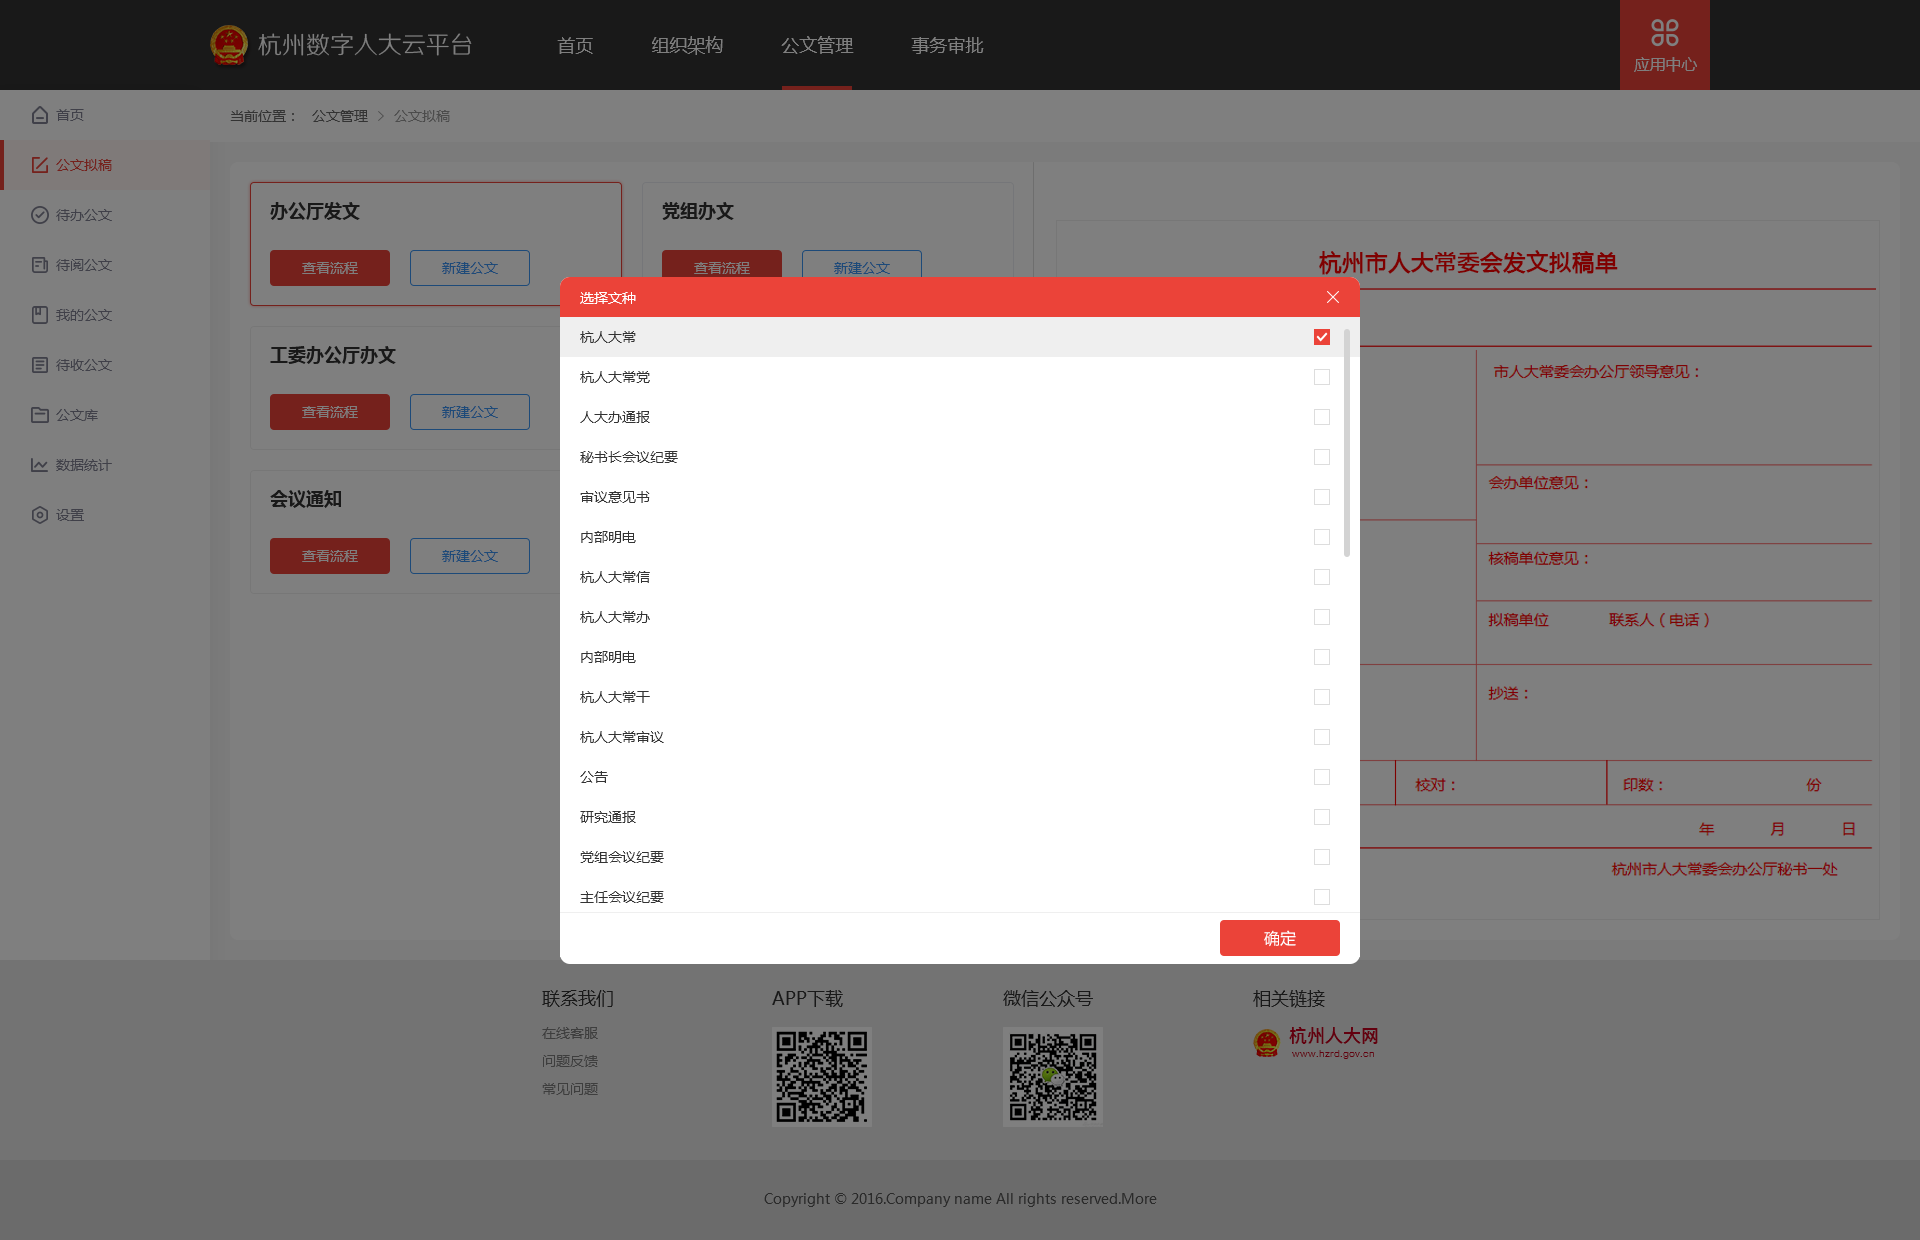 杭州数字人大云平台
首页 组织架构 公文管理 事务审批
应用中心
首页
公文拟稿
待办公文
待阅公文
我的公文
待收公文
公文库
数据统计
设置
当前位置： 公文管理 > 公文拟稿
办公厅发文
查看流程 新建公文
党组办文
查看流程 新建公文
工委办公厅办文
查看流程 新建公文
会议通知
查看流程 新建公文
选择文种
杭人大常
杭人大常党
人大办通报
秘书长会议纪要
审议意见书
内部明电
杭人大常信
杭人大常办
内部明电
杭人大常干
杭人大常审议
公告
研究通报
党组会议纪要
主任会议纪要
确定
杭州市人大常委会发文拟稿单
市人大常委会办公厅领导意见：
会办单位意见：
核稿单位意见：
拟稿单位 联系人（电话）
抄送：
校对： 印数： 份
年 月 日
杭州市人大常委会办公厅秘书一处
联系我们
在线客服
问题反馈
常见问题
APP下载
微信公众号
相关链接
杭州人大网
www.hzrd.gov.cn
Copyright © 2016.Company name All rights reserved.More